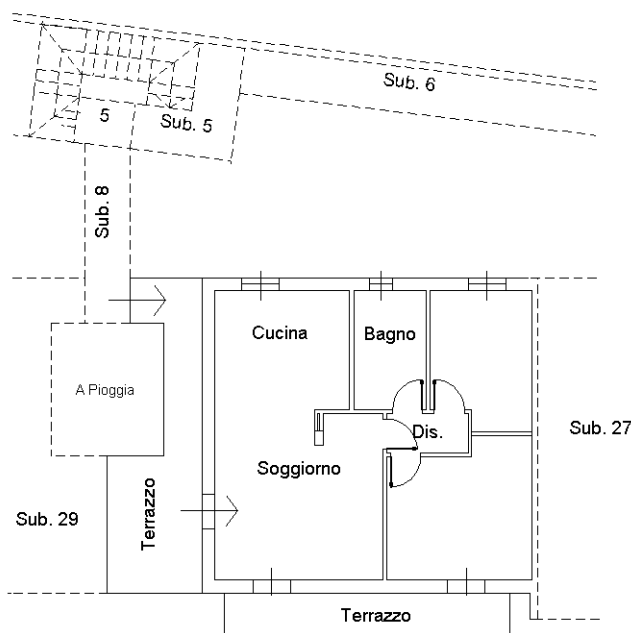 Sub. 6
5
Sub. 5
Sub. 8
Cucina
Bagno
A Pioggia
Dis.
Sub. 27
Soggiorno
Terrazzo
Sub. 29
Terrazzo